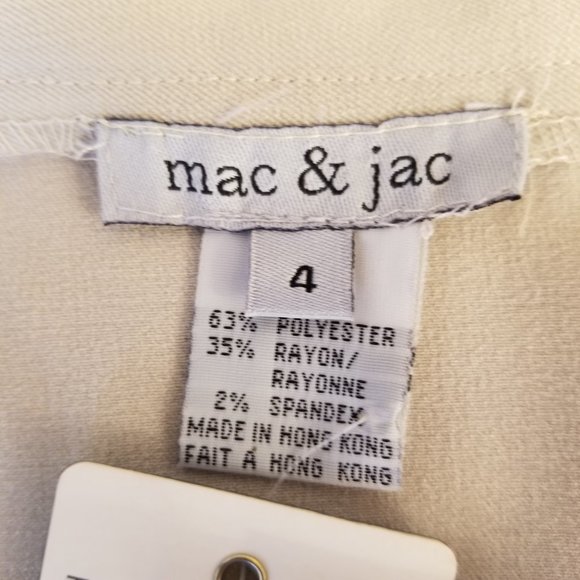 mac & jac
4
63% POLYESTER
35% RAYON/
RAYONNE
2% SPANDEX
MADE IN HONG KONG
FAIT À HONG KONG